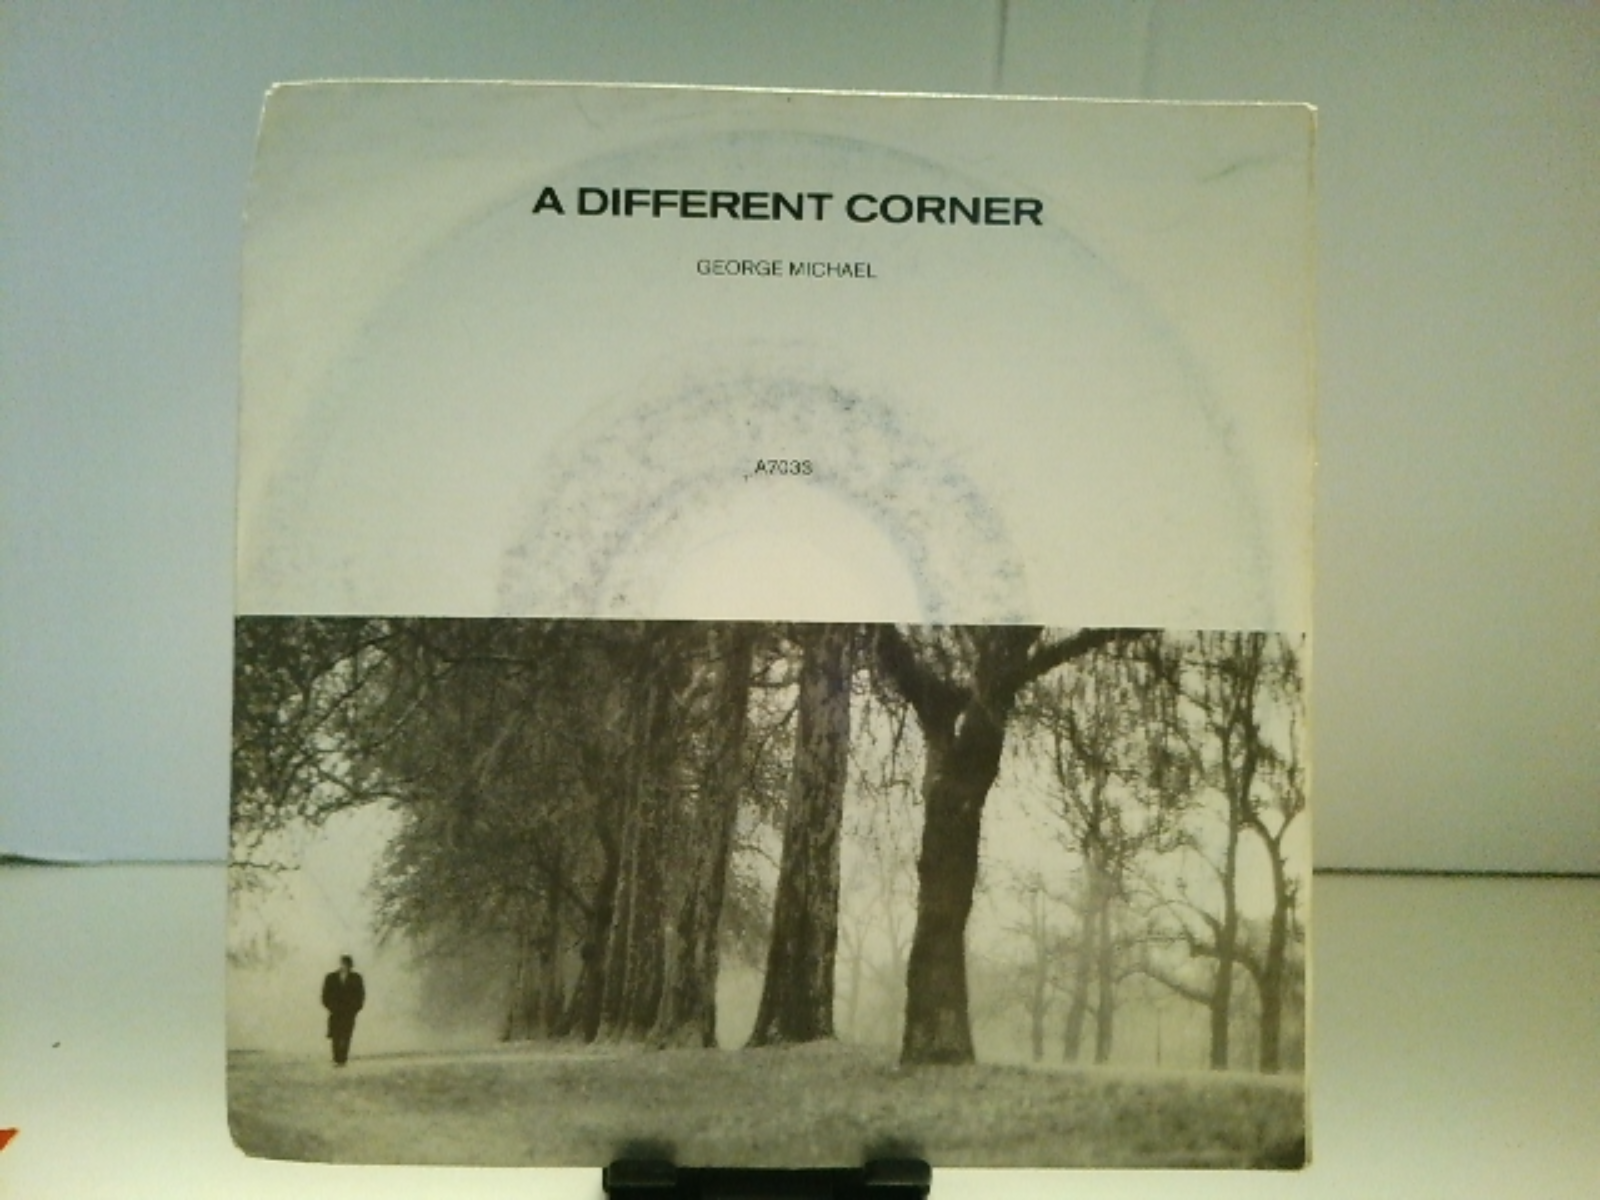 A DIFFERENT CORNER
GEORGE MICHAEL
A7033